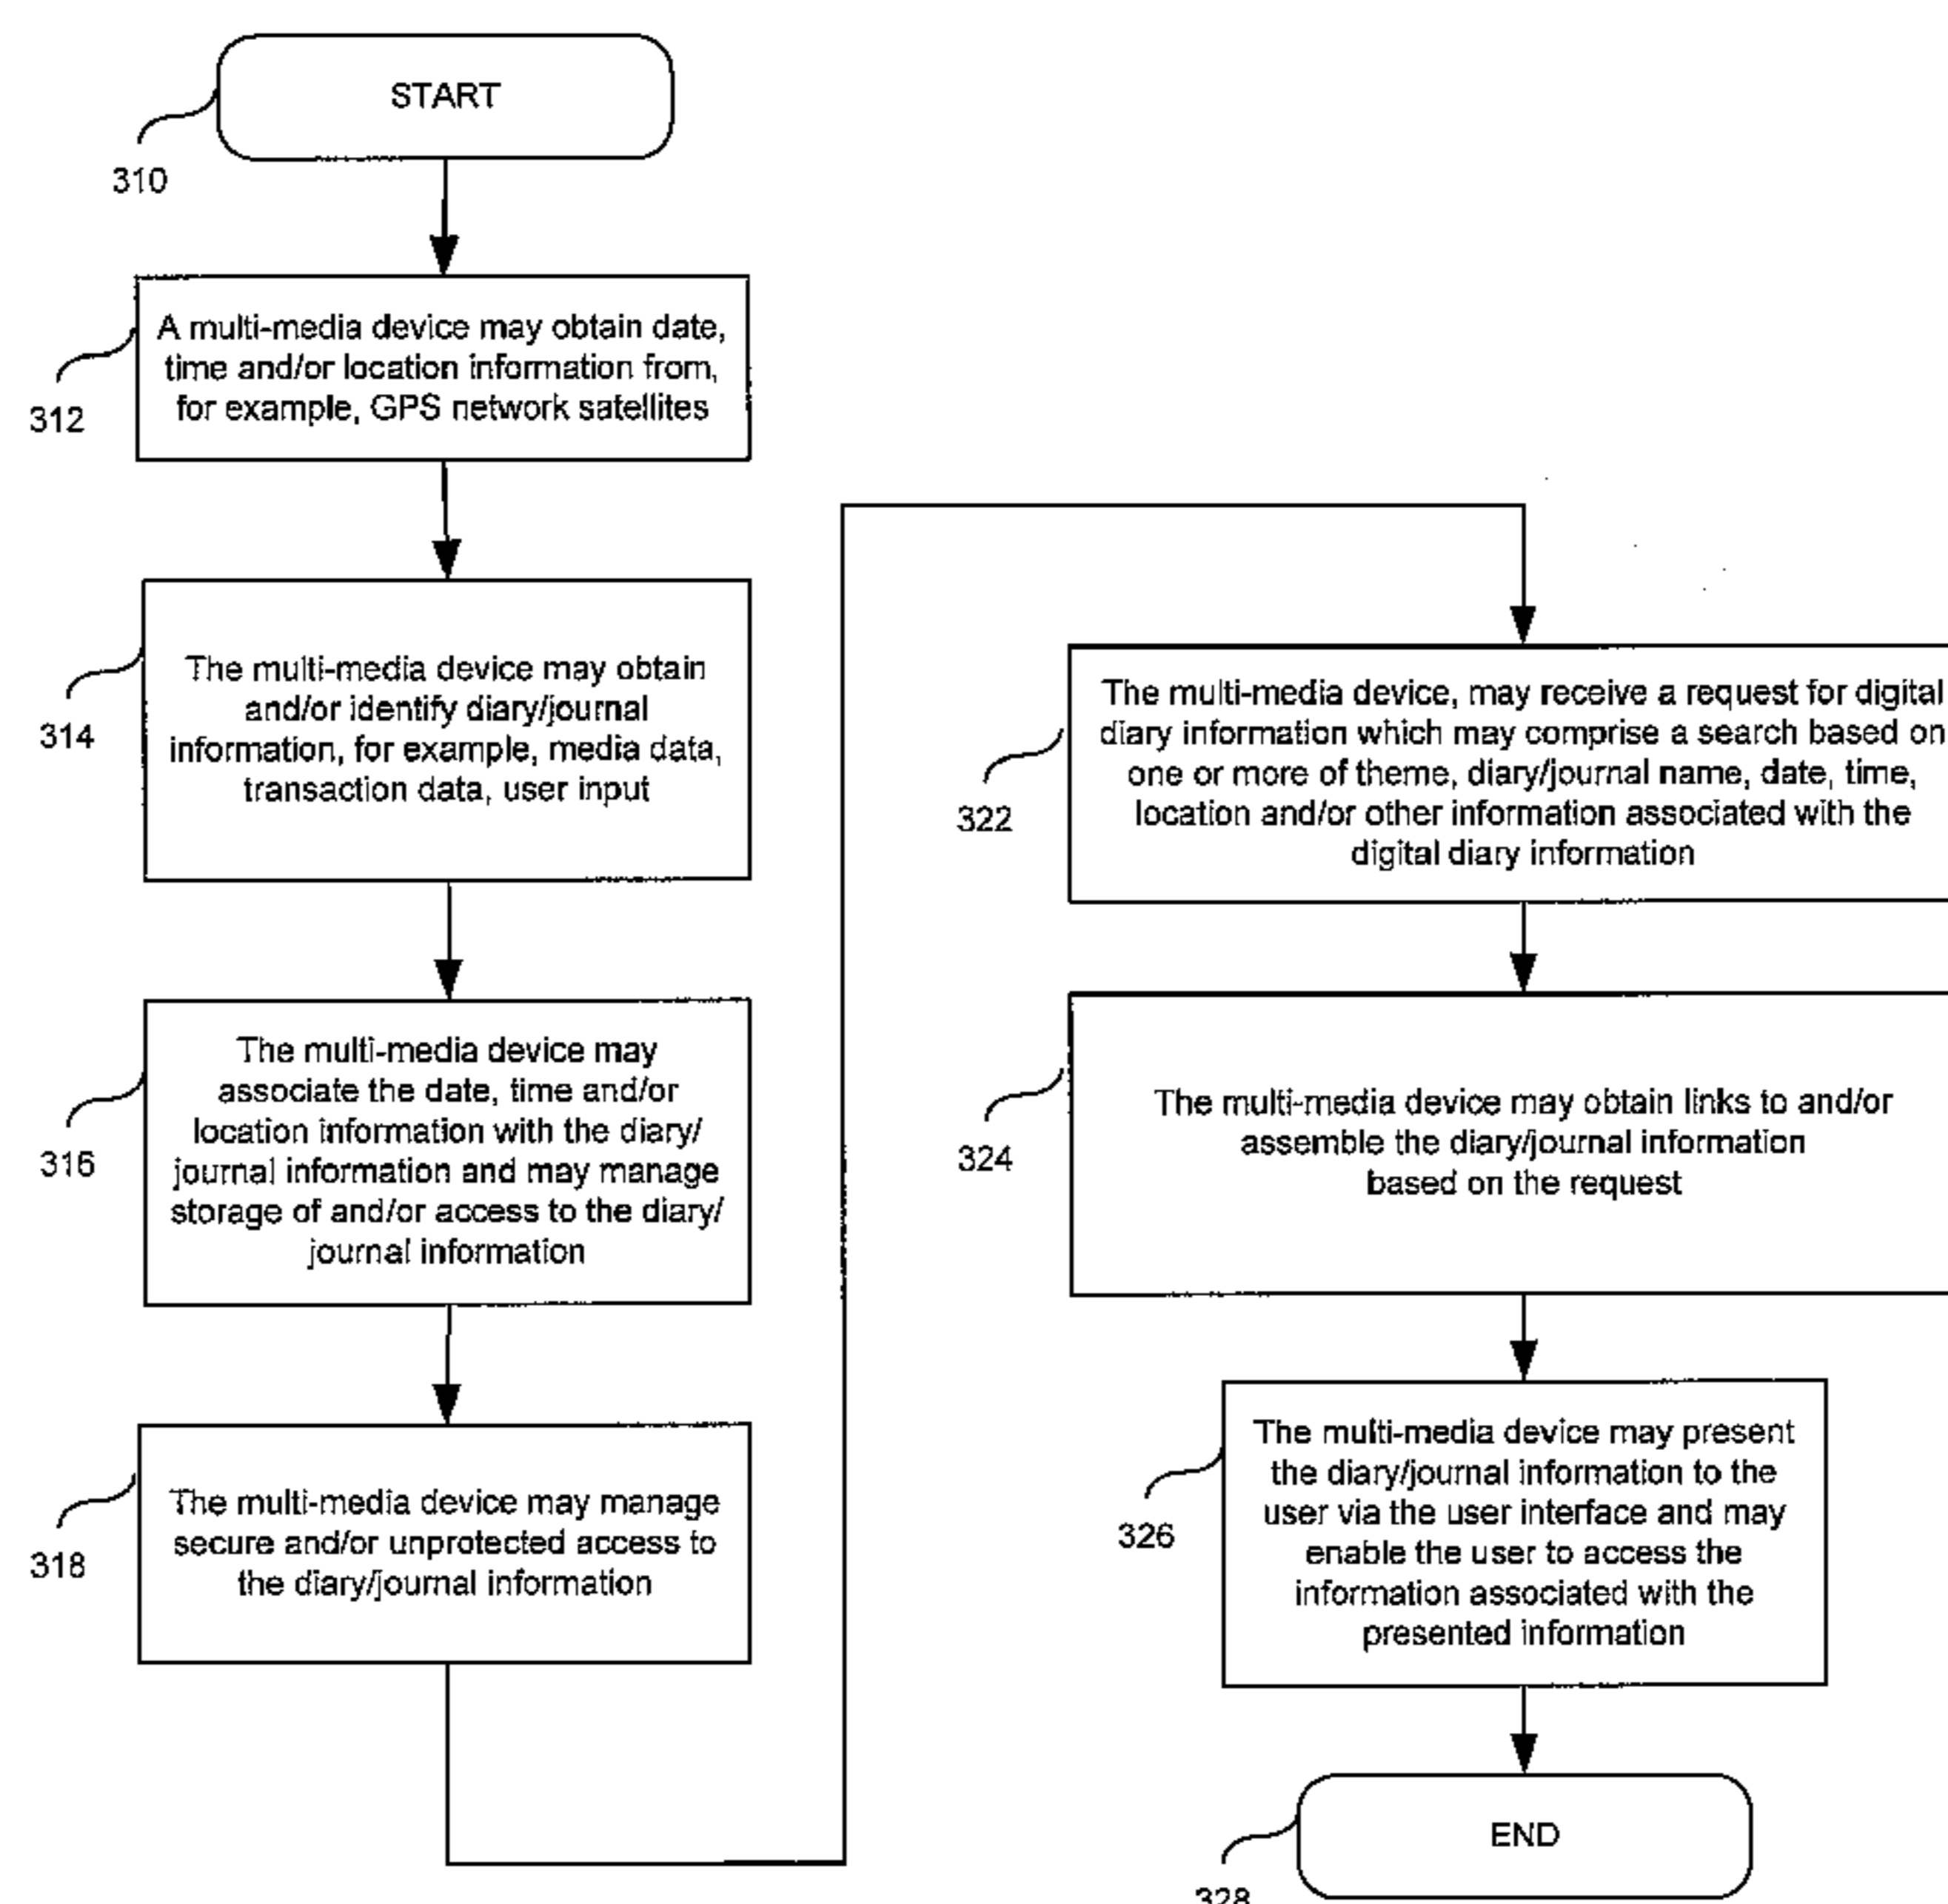 START
310
A multi-media device may obtain date,
time and/or location information from,
for example, GPS network satellites
312
The multi-media device may obtain
and/or identify diary/journal
information, for example, media data,
transaction data, user input
314
The multi-media device may
associate the date, time and/or
location information with the diary/
journal information and may manage
storage of and/or access to the diary/
journal information
316
The multi-media device may manage
secure and/or unprotected access to
the diary/journal information
318
The multi-media device, may receive a request for digital
diary information which may comprise a search based on
one or more of theme, diary/journal name, date, time,
location and/or other information associated with the
digital diary information
322
The multi-media device may obtain links to and/or
assemble the diary/journal information
based on the request
324
The multi-media device may present
the diary/journal information to the
user via the user interface and may
enable the user to access the
information associated with the
presented information
326
END
328